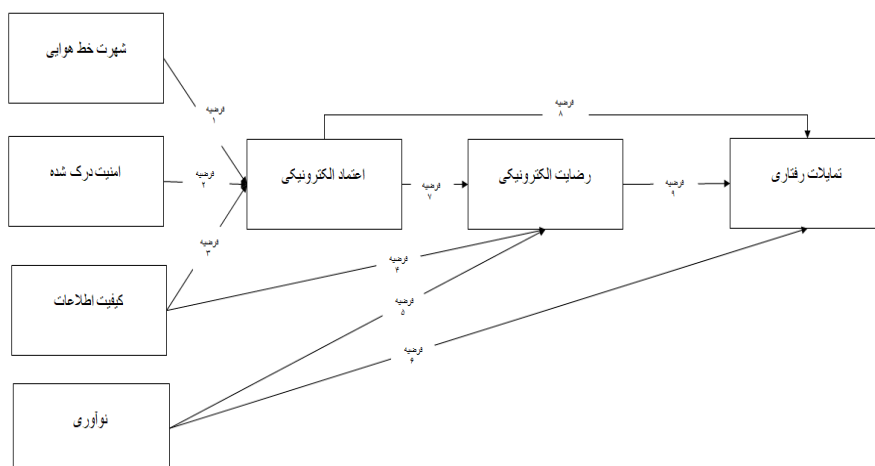 شهرت خط هوایی
فرضیه
۱
فرضیه
۸
امنیت درک شده
فرضیه
۲
اعتماد الکترونیکی
فرضیه
۷
رضایت الکترونیکی
فرضیه
۹
تمایلات رفتاری
فرضیه
۳
کیفیت اطلاعات
فرضیه
۴
فرضیه
۵
فرضیه
۶
نوآوری